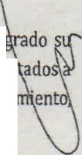 grado su
tados a
miento,